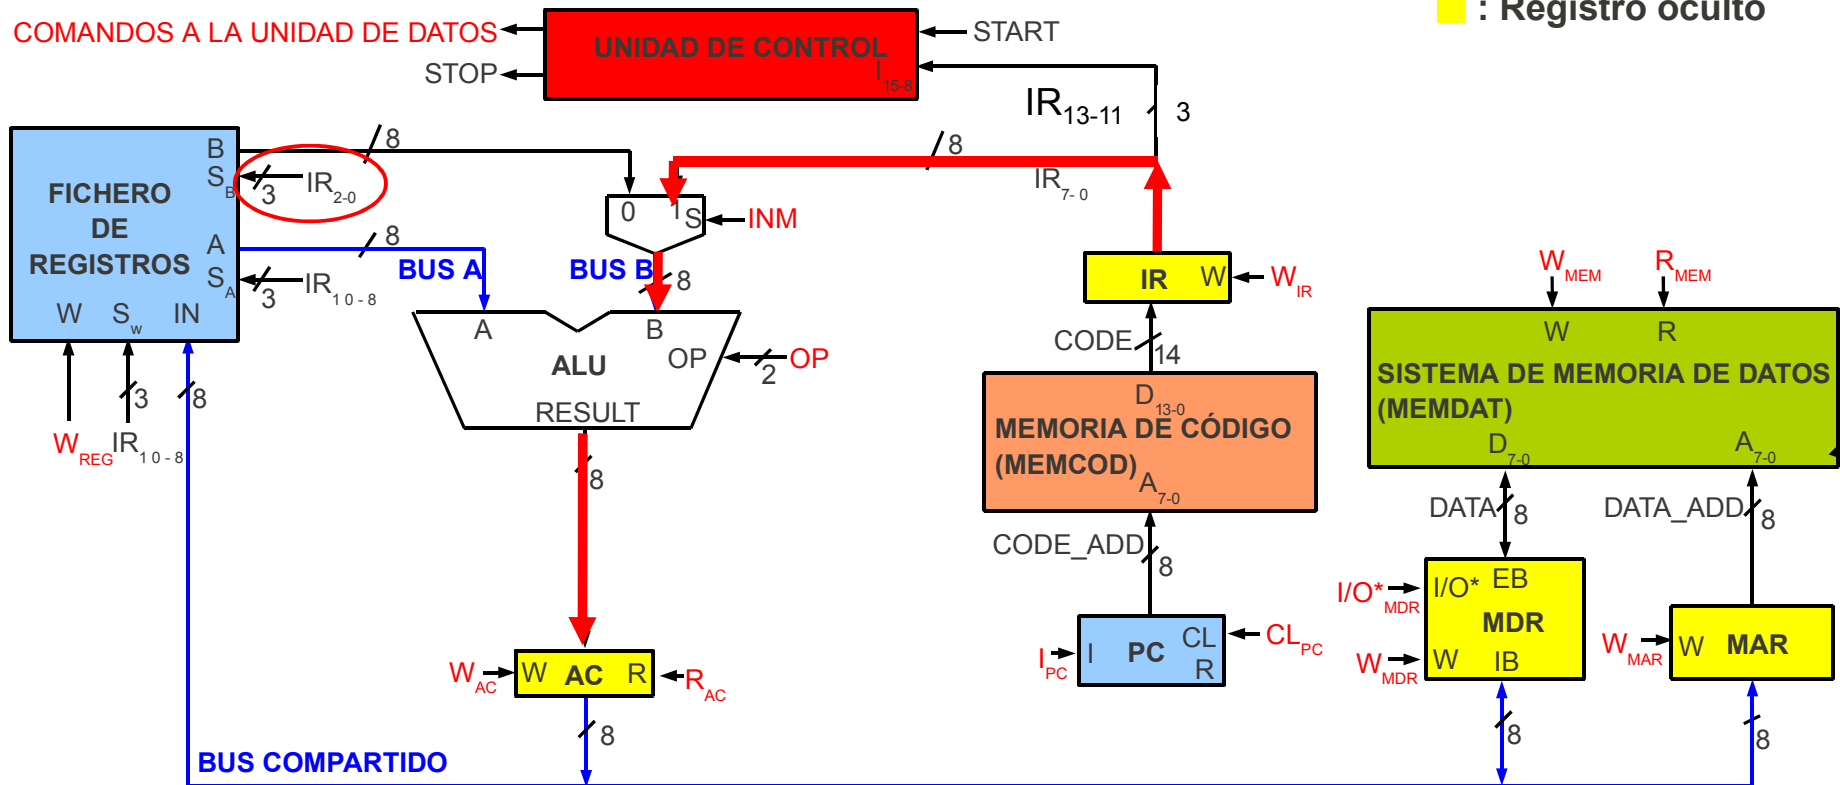 : Registro oculto
COMANDOS A LA UNIDAD DE DATOS
STOP
UNIDAD DE CONTROL
I15-8
START
IR13-11
3
FICHERO
DE
REGISTROS
B
SB
3
IR2-0
8
A
SA
3
IR10-8
8
W
Sw
IN
WREG
3
IR10-8
8
BUS A
BUS B
0
1
S
INM
8
8
IR7-0
A
B
ALU
OP
2
OP
RESULT
8
WAC
W
AC
R
RAC
8
BUS COMPARTIDO
IR
W
WIR
CODE
14
D13-0
MEMORIA DE CÓDIGO
(MEMCOD)
A7-0
CODE_ADD
8
IPC
I
PC
CL
R
CLPC
WMEM
RMEM
W
R
SISTEMA DE MEMORIA DE DATOS
(MEMDAT)
D7-0
A7-0
DATA
8
DATA_ADD
8
I/O*MDR
I/O*
EB
MDR
WMDR
W
IB
8
WMAR
W
MAR
8